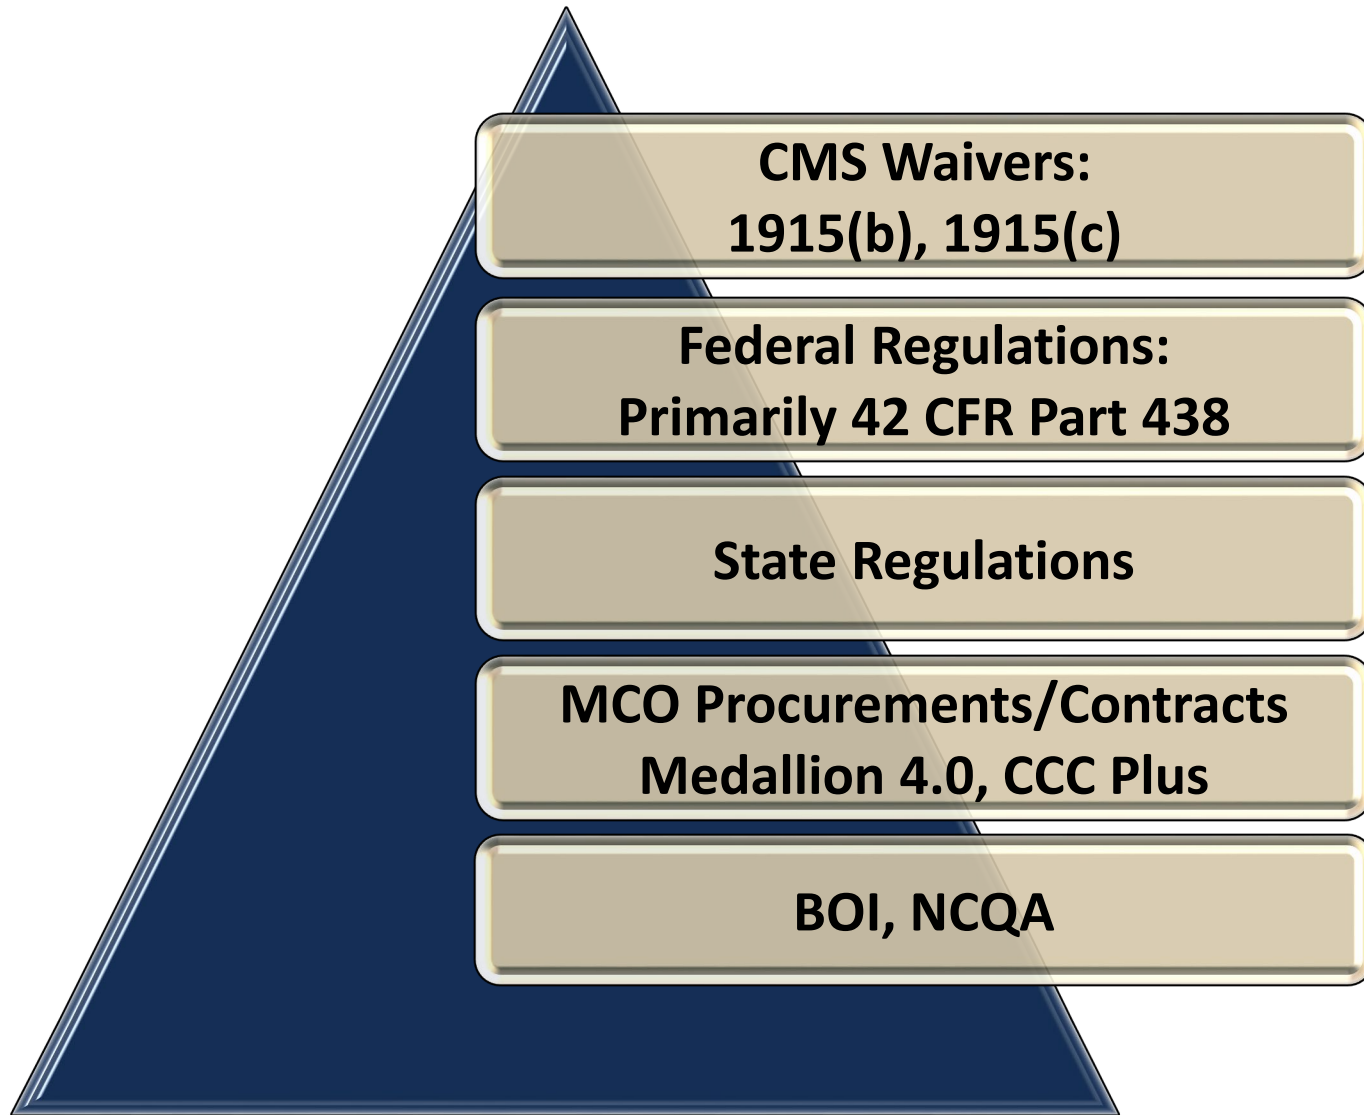 CMS Waivers:
1915(b), 1915(c)
Federal Regulations:
Primarily 42 CFR Part 438
State Regulations
MCO Procurements/Contracts
Medallion 4.0, CCC Plus
BOI, NCQA